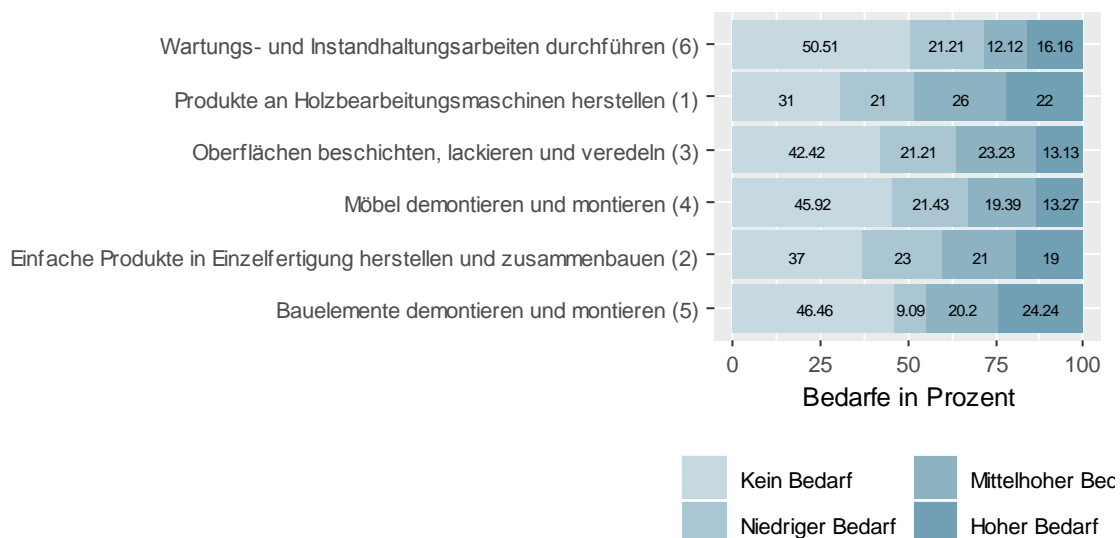 Wartungs- und Instandhaltungsarbeiten durchführen (6)
50.51 21.21 12.12 16.16
Produkte an Holzbearbeitungsmaschinen herstellen (1)
31 21 26 22
Oberflächen beschichten, lackieren und veredeln (3)
42.42 21.21 23.23 13.13
Möbel demontieren und montieren (4)
45.92 21.43 19.39 13.27
Einfache Produkte in Einzelfertigung herstellen und zusammenbauen (2)
37 23 21 19
Bauelemente demontieren und montieren (5)
46.46 9.09 20.2 24.24
0 25 50 75 100
Bedarfe in Prozent
Kein Bedarf Mittelhoher Bed
Niedriger Bedarf Hoher Bedarf